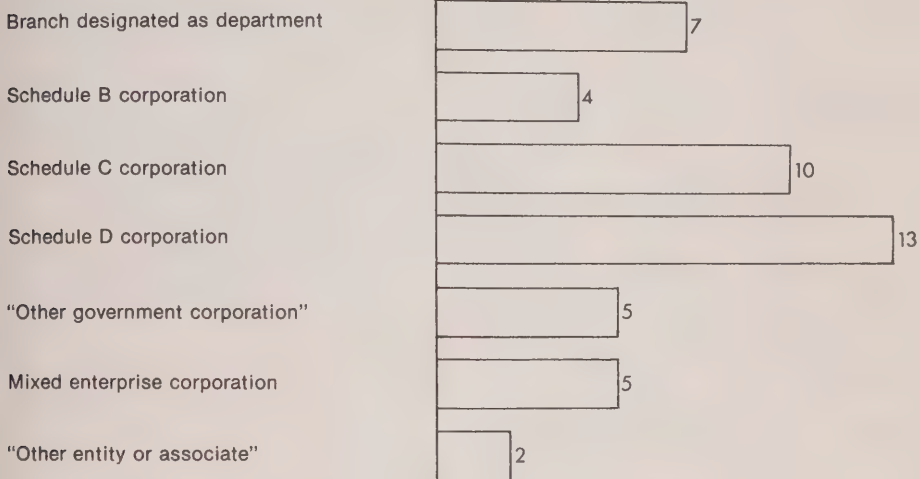 Branch designated as department 7
Schedule B corporation 4
Schedule C corporation 10
Schedule D corporation 13
“Other government corporation” 5
Mixed enterprise corporation 5
“Other entity or associate” 2